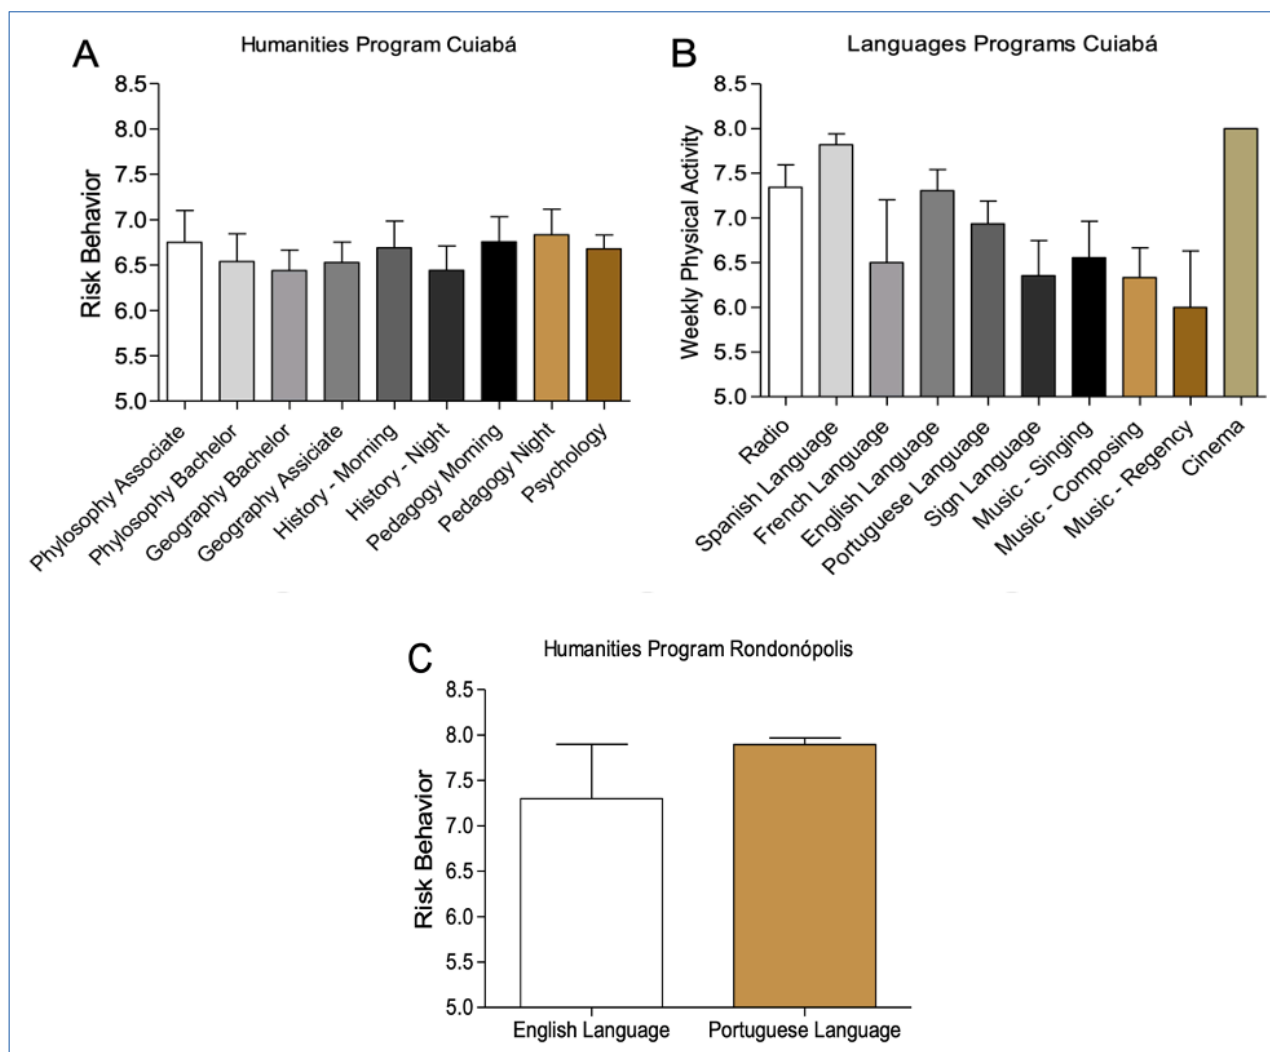 A
Humanities Program Cuiabá
Risk Behavior
8.5
8.0
7.5
7.0
6.5
6.0
5.5
5.0
Phylosophy Associate
Phylosophy Bachelor
Geography Bachelor
Geography Assiciate
History - Morning
History - Night
Pedagogy Morning
Pedagogy Night
Psychology
B
Languages Programs Cuiabá
Weekly Physical Activity
8.5
8.0
7.5
7.0
6.5
6.0
5.5
5.0
Radio
Spanish Language
French Language
English Language
Portuguese Language
Sign Language
Music - Singing
Music - Composing
Music - Regency
Cinema
C
Humanities Program Rondonópolis
Risk Behavior
8.5
8.0
7.5
7.0
6.5
6.0
5.5
5.0
English Language
Portuguese Language